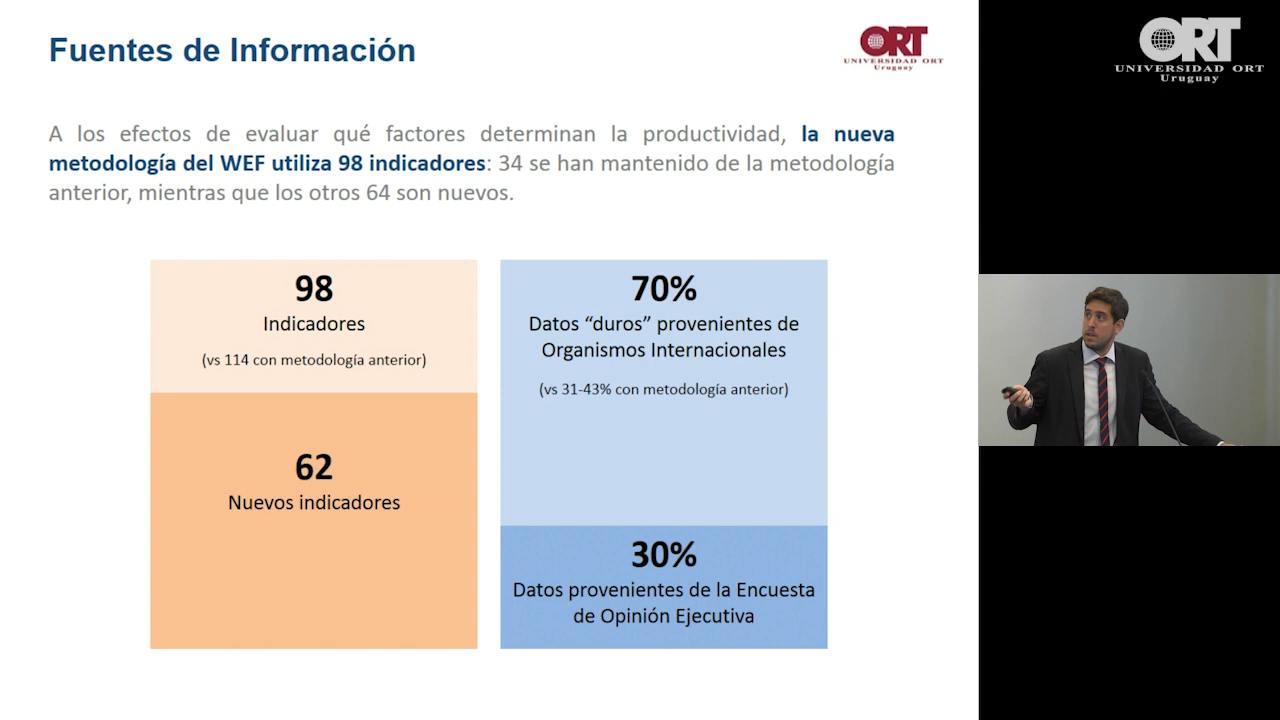 Fuentes de Información
ORT
UNIVERSIDAD ORT
Uruguay
ORT
UNIVERSIDAD ORT
Uruguay
A los efectos de evaluar qué factores determinan la productividad, la nueva
metodología del WEF utiliza 98 indicadores: 34 se han mantenido de la metodología
anterior, mientras que los otros 64 son nuevos.
98
Indicadores
(vs 114 con metodología anterior)
62
Nuevos indicadores
70%
Datos “duros” provenientes de
Organismos Internacionales
(vs 31-43% con metodología anterior)
30%
Datos provenientes de la Encuesta
de Opinión Ejecutiva